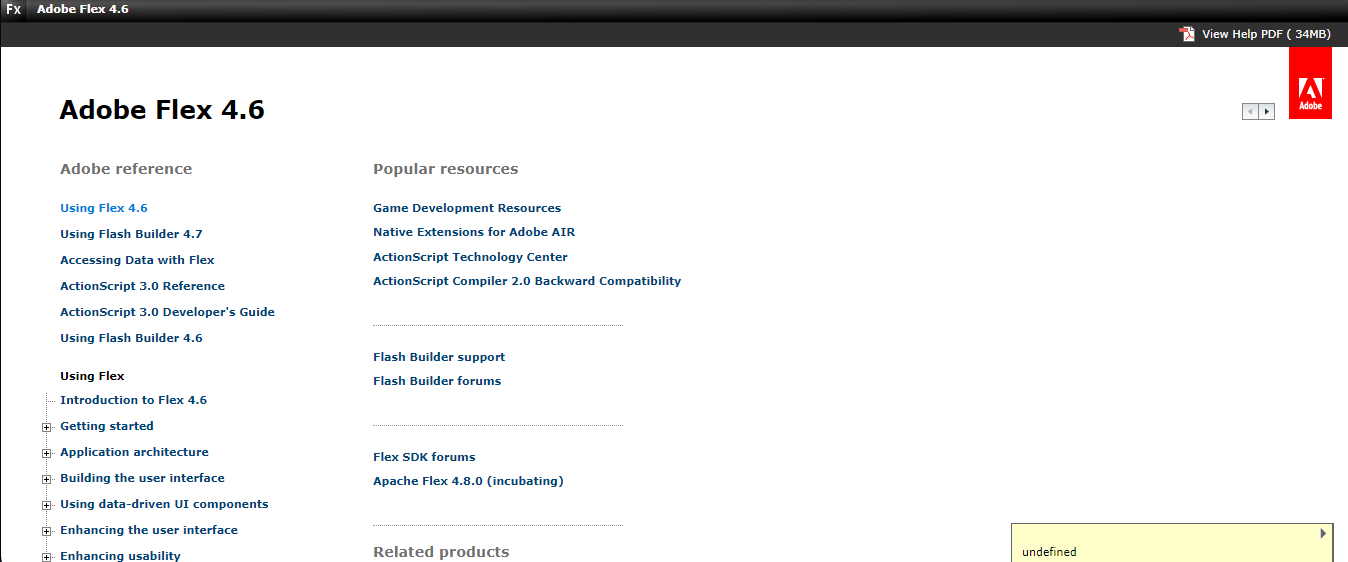 Fx Adobe Flex 4.6
View Help PDF ( 34MB)
Adobe
Adobe Flex 4.6
Adobe reference
Using Flex 4.6
Using Flash Builder 4.7
Accessing Data with Flex
ActionScript 3.0 Reference
ActionScript 3.0 Developer's Guide
Using Flash Builder 4.6
Using Flex
Introduction to Flex 4.6
Getting started
Application architecture
Building the user interface
Using data-driven UI components
Enhancing the user interface
Enhancing usability
Popular resources
Game Development Resources
Native Extensions for Adobe AIR
ActionScript Technology Center
ActionScript Compiler 2.0 Backward Compatibility
Flash Builder support
Flash Builder forums
Flex SDK forums
Apache Flex 4.8.0 (incubating)
Related products
undefined